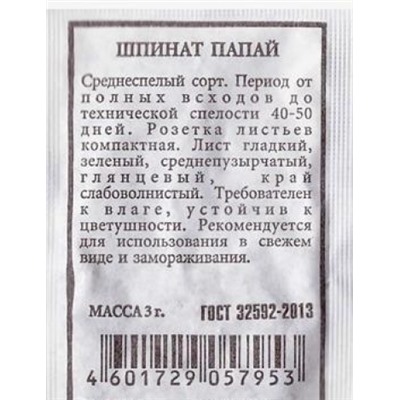 ШПИНАТ ПАПАЙ
Среднеспелый сорт. Период от
полных всходов до
технической спелости 40-50
дней. Розетка листьев
компактная. Лист гладкий,
зеленый, среднепузырчатый,
глянцевый, край
слабоволнистый. Требователен
к влаге, устойчив к
цветушности. Рекомендуется
для использования в свежем
виде и замораживания.
МАССА 3 г. ГОСТ 32592-2013
4 601729 057953